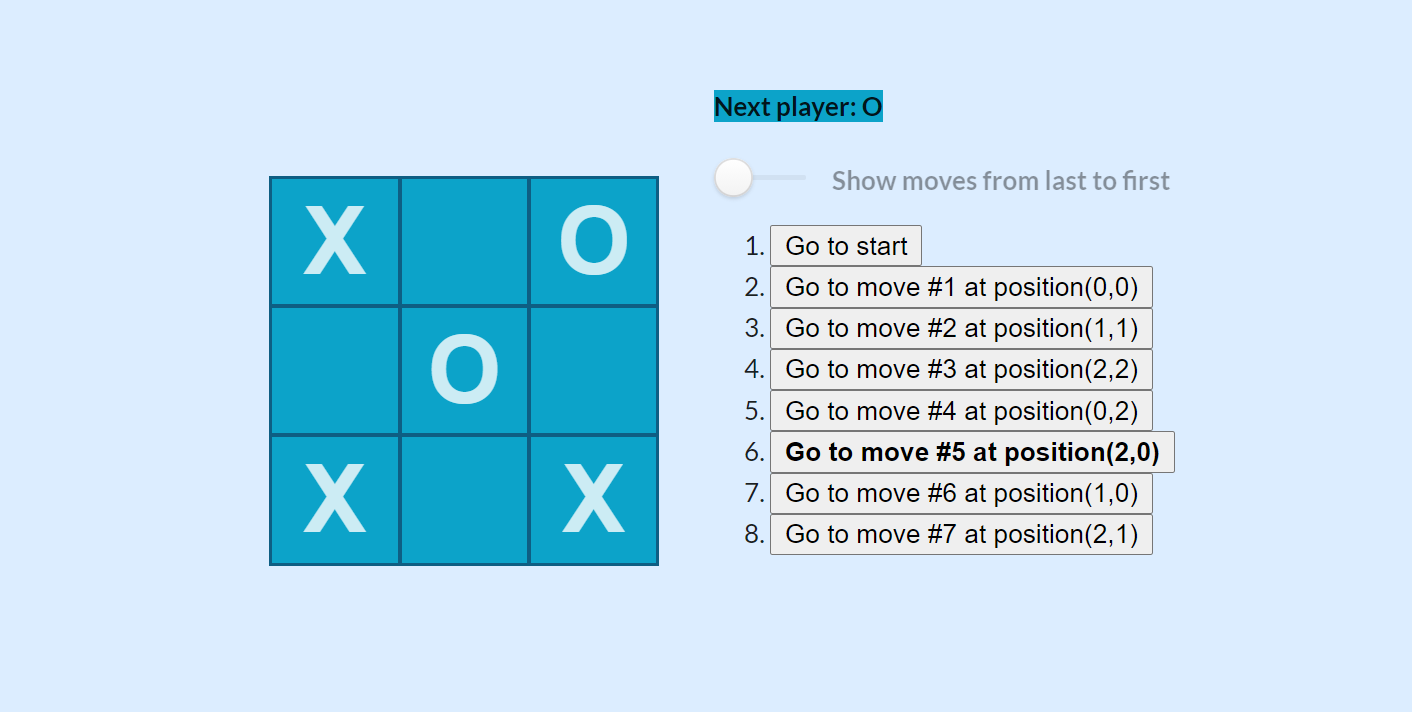 Next player: O
Show moves from last to first
X O
O
X X
1. Go to start
2. Go to move #1 at position(0,0)
3. Go to move #2 at position(1,1)
4. Go to move #3 at position(2,2)
5. Go to move #4 at position(0,2)
6. Go to move #5 at position(2,0)
7. Go to move #6 at position(1,0)
8. Go to move #7 at position(2,1)